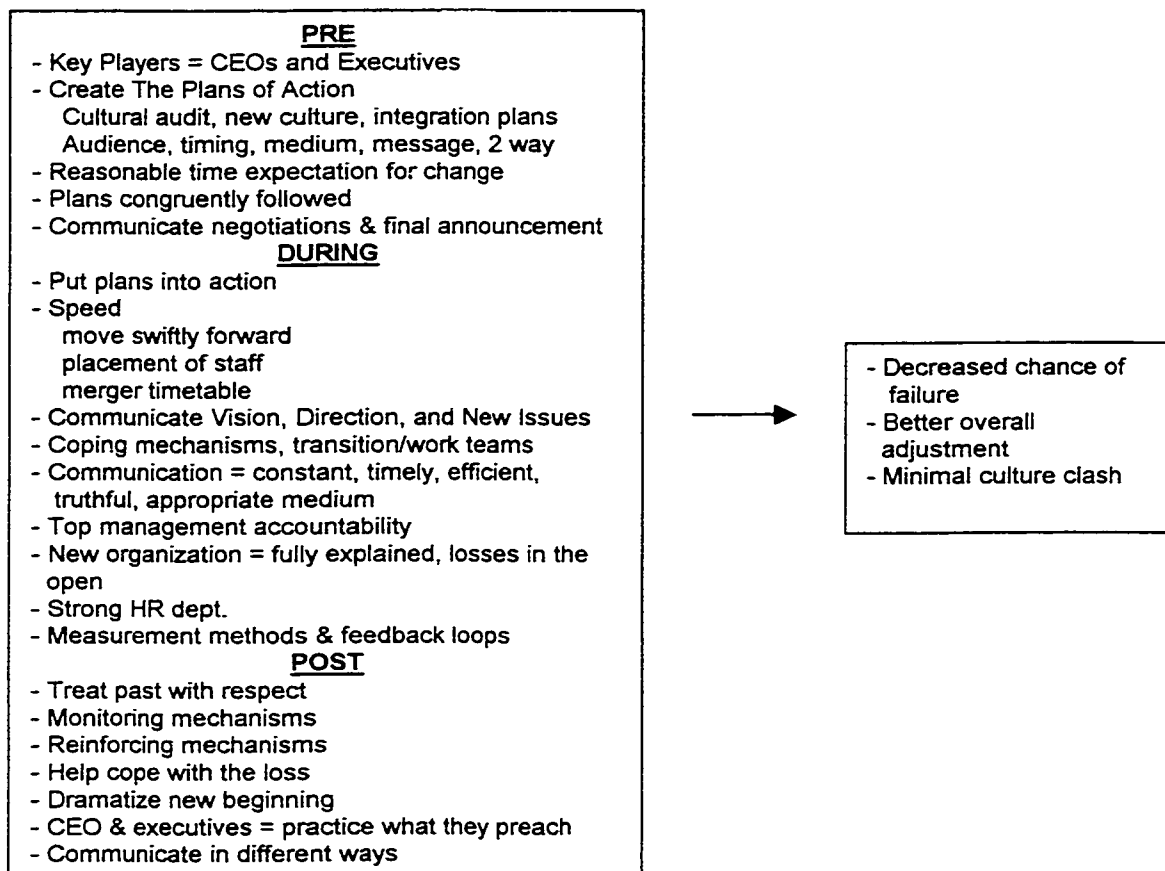 PRE
- Key Players = CEOs and Executives
- Create The Plans of Action
Cultural audit, new culture, integration plans
Audience, timing, medium, message, 2 way
- Reasonable time expectation for change
- Plans congruently followed
- Communicate negotiations & final announcement
DURING
- Put plans into action
- Speed
move swiftly forward
placement of staff
merger timetable
- Communicate Vision, Direction, and New Issues
- Coping mechanisms, transition/work teams
- Communication = constant, timely, efficient,
truthful, appropriate medium
- Top management accountability
- New organization = fully explained, losses in the
open
- Strong HR dept.
- Measurement methods & feedback loops
POST
- Treat past with respect
- Monitoring mechanisms
- Reinforcing mechanisms
- Help cope with the loss
- Dramatize new beginning
- CEO & executives = practice what they preach
- Communicate in different ways
- Decreased chance of
failure
- Better overall
adjustment
- Minimal culture clash